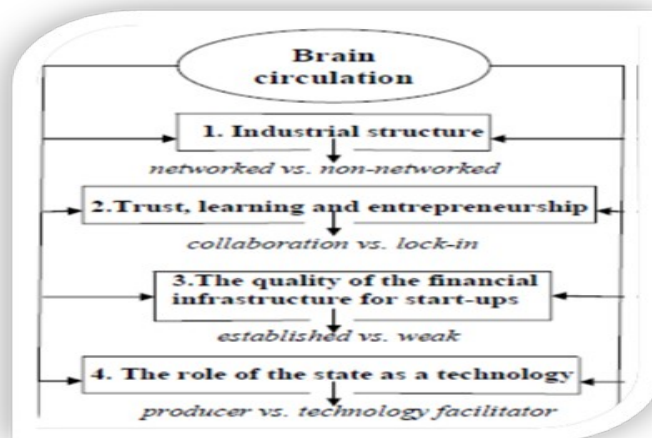 Brain
circulation
1. Industrial structure
networked vs. non-networked
2.Trust, learning and entrepreneurship
collaboration vs. lock-in
3.The quality of the financial
infrastructure for start-ups
established vs. weak
4. The role of the state as a technology
producer vs. technology facilitator